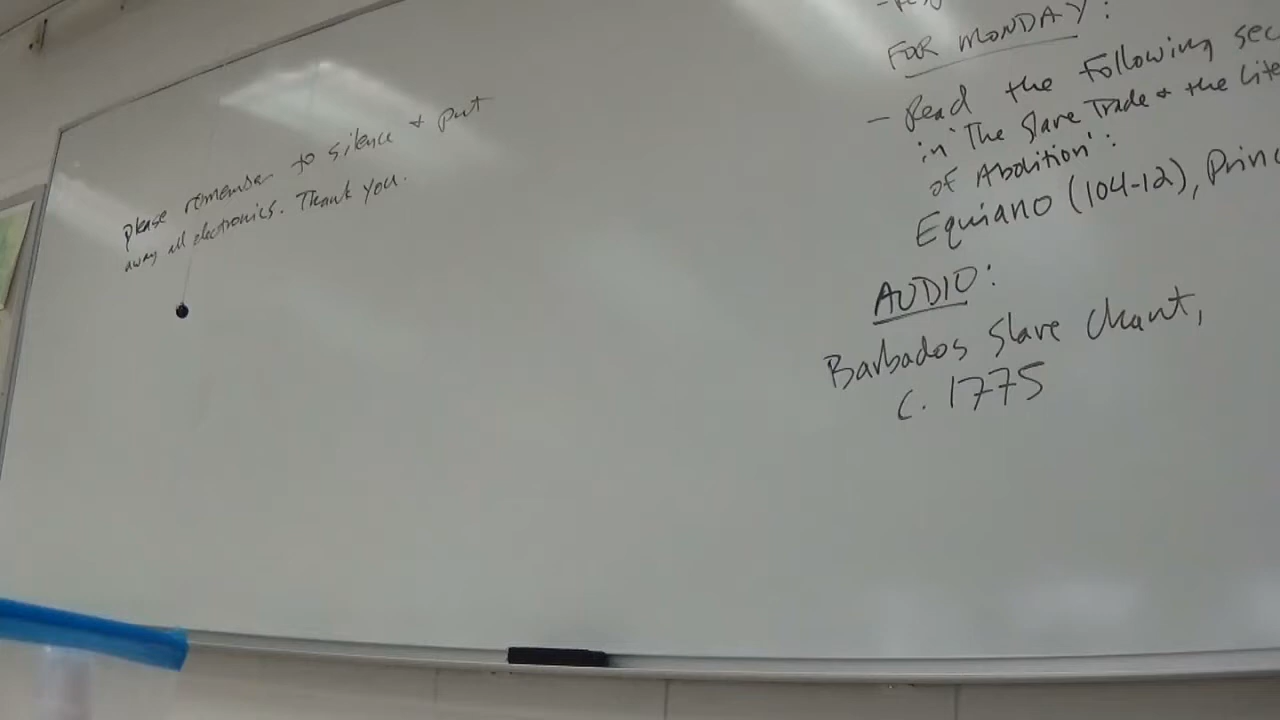 please remember to silence + put
away all electronics. Thank you.
FOR MONDAY:
- Read the following sec
in 'The Slave Trade + the Lite
of Abolition':
Equiano (104-12), Princ
AUDIO:
Barbados Slave Chant,
c. 1775